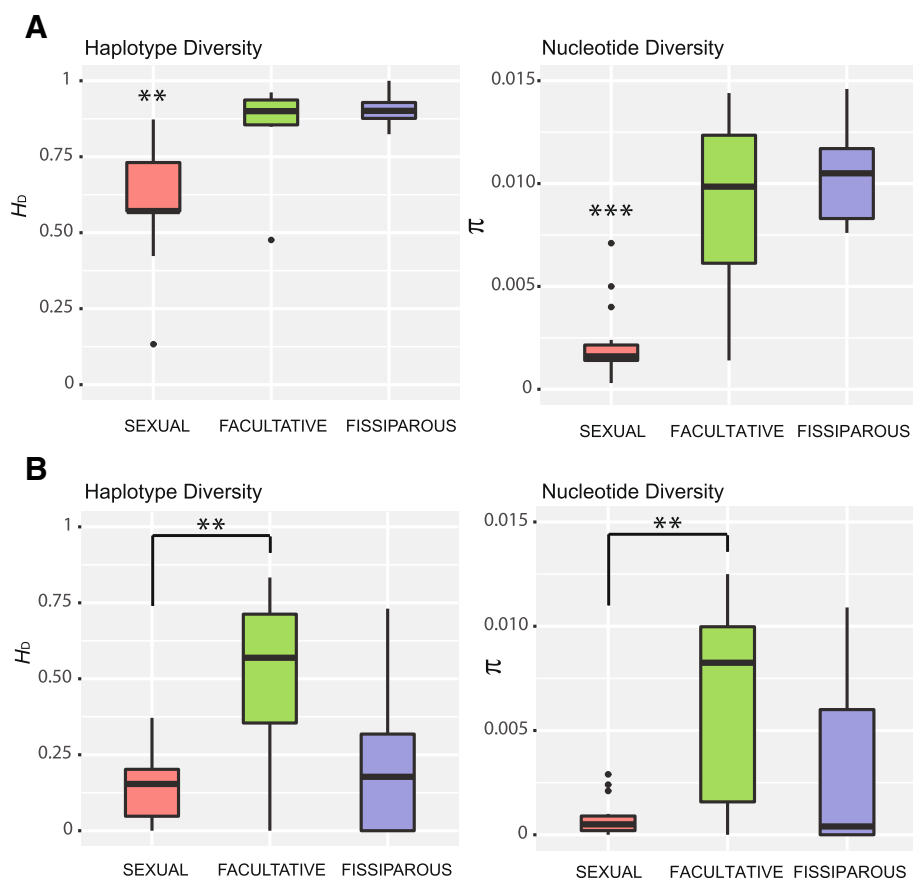 A
Haplotype Diversity
Nucleotide Diversity
1
0.75
0.50
0.25
0
HD
**
SEXUAL
FACULTATIVE
FISSIPAROUS
0.015
0.010
0.005
0
π
***
SEXUAL
FACULTATIVE
FISSIPAROUS
B
Haplotype Diversity
Nucleotide Diversity
1
0.75
0.50
0.25
0
HD
**
SEXUAL
FACULTATIVE
FISSIPAROUS
0.015
0.010
0.005
0
π
**
SEXUAL
FACULTATIVE
FISSIPAROUS